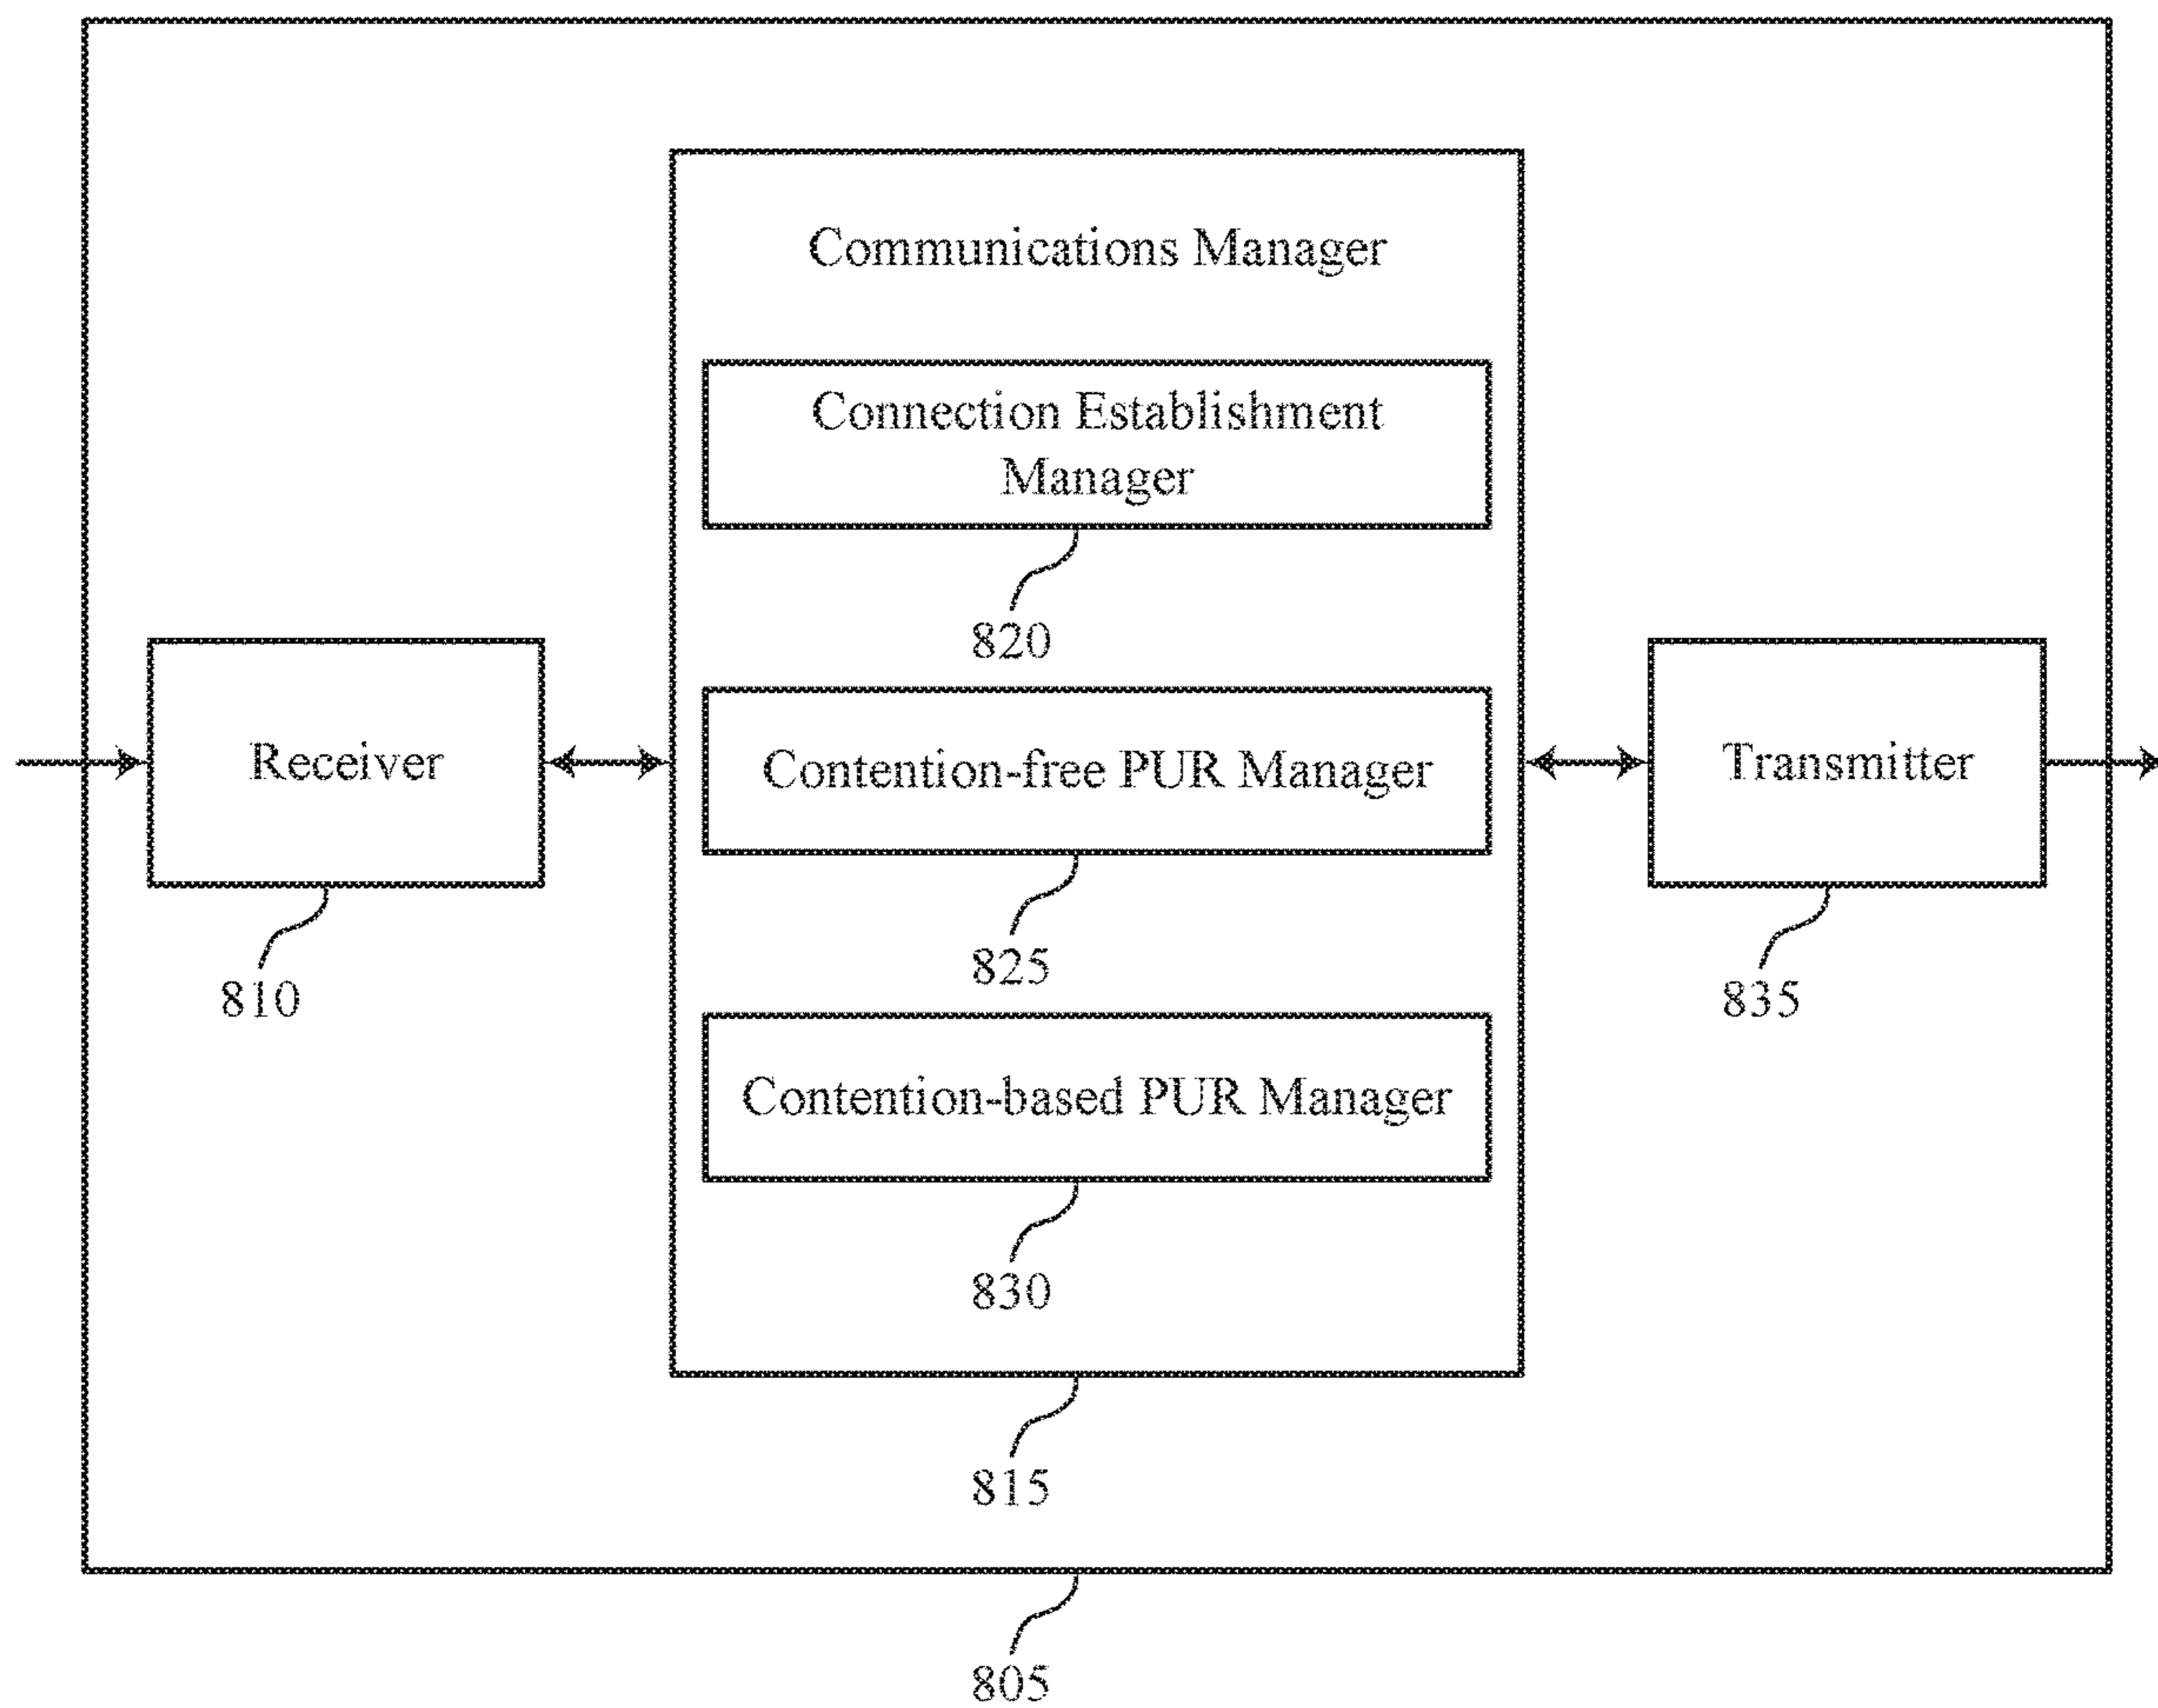 Communications Manager
Connection Establishment
Manager
820
Receiver
810
Contention-free PUR Manager
825
Transmitter
835
Contention-based PUR Manager
830
815
805